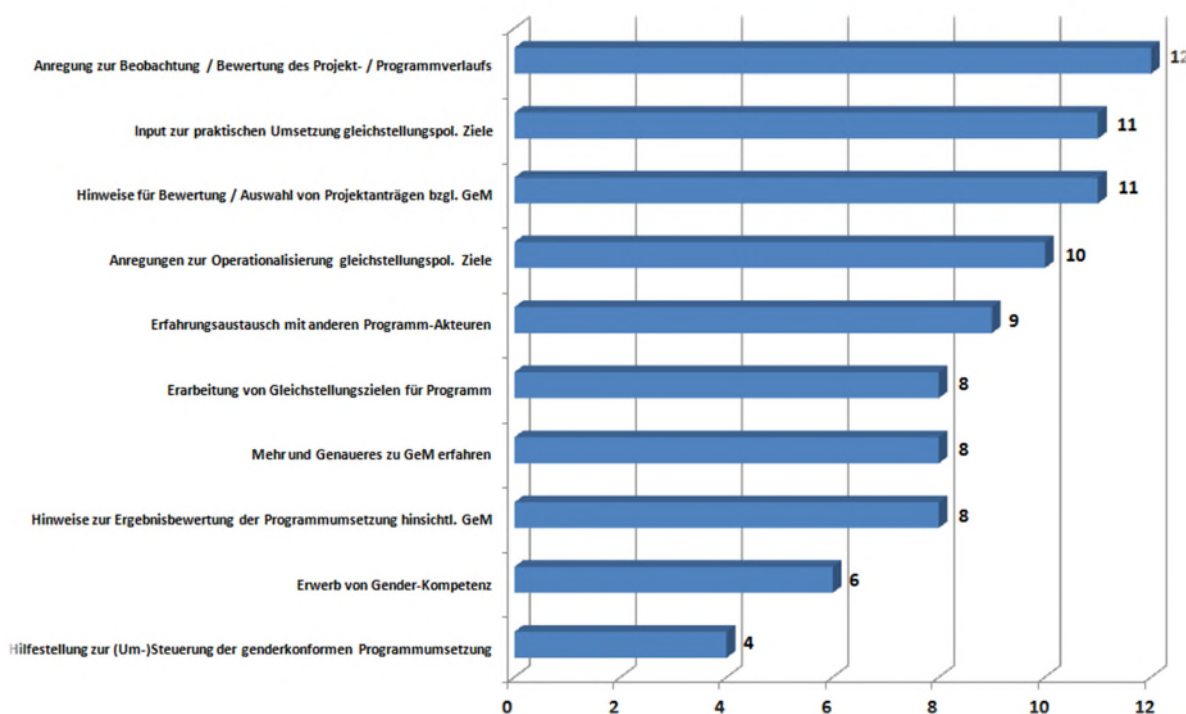 Anregung zur Beobachtung / Bewertung des Projekt- / Programmverlaufs
12
Input zur praktischen Umsetzung gleichstellungspol. Ziele
11
Hinweise für Bewertung / Auswahl von Projektanträgen bzgl. GeM
11
Anregungen zur Operationalisierung gleichstellungspol. Ziele
10
Erfahrungsaustausch mit anderen Programm-Akteuren
9
Erarbeitung von Gleichstellungszielen für Programm
8
Mehr und Genaueres zu GeM erfahren
8
Hinweise zur Ergebnisbewertung der Programmumsetzung hinsichtl. GeM
8
Erwerb von Gender-Kompetenz
6
Hilfestellung zur (Um-)Steuerung der genderkonformen Programmumsetzung
4
0 2 4 6 8 10 12